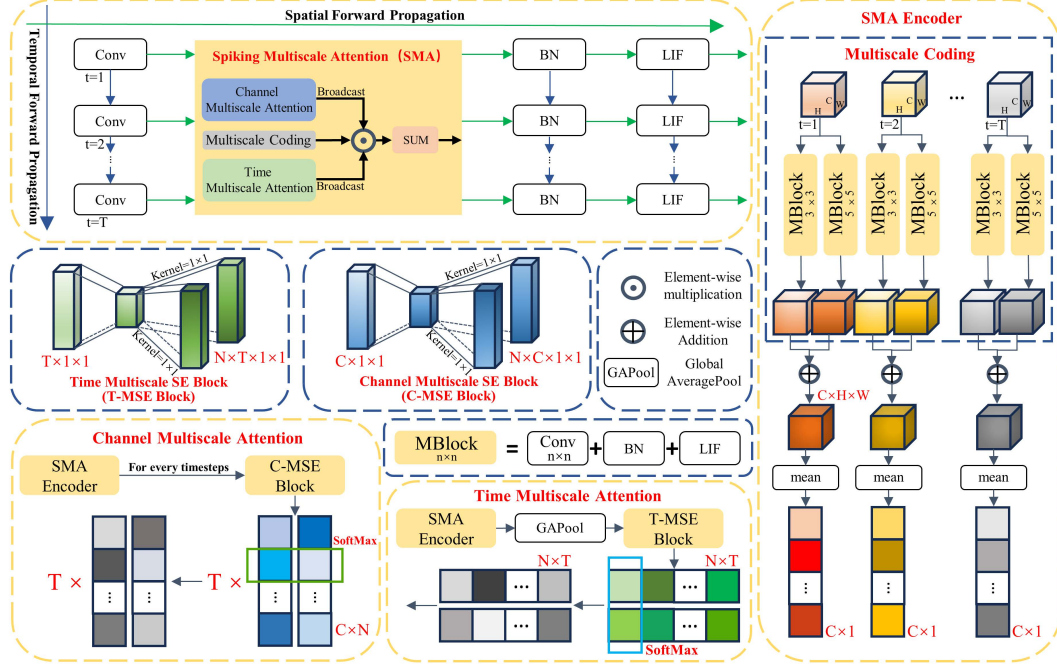 Spatial Forward Propagation
Temporal Forward Propagation
Conv
t=1
Conv
t=2
Conv
t=T
Spiking Multiscale Attention（SMA）
Channel
Multiscale Attention
Broadcast
Multiscale Coding
SUM
Time
Multiscale Attention
Broadcast
BN
LIF
BN
LIF
BN
LIF
T×1×1
Kernel=1×1
Kernel=1×1
N×T×1×1
Time Multiscale SE Block
(T-MSE Block)
C×1×1
Kernel=1×1
Kernel=1×1
N×C×1×1
Channel Multiscale SE Block
(C-MSE Block)
Element-wise
multiplication
Element-wise
Addition
GAPool
Global
AveragePool
MBlock
n×n
=
Conv
n×n
+
BN
+
LIF
Channel Multiscale Attention
SMA
Encoder
For every timesteps
C-MSE
Block
SoftMax
T ×
T ×
...
...
...
...
C×N
Time Multiscale Attention
SMA
Encoder
GAPool
T-MSE
Block
N×T
N×T
...
...
...
...
SoftMax
SMA Encoder
Multiscale Coding
H C W
t=1
H C W
t=2
...
H C W
t=T
MBlock
3×3
MBlock
5×5
MBlock
3×3
MBlock
5×5
MBlock
3×3
MBlock
5×5
C×H×W
mean
mean
mean
...
...
...
C×1
C×1
C×1